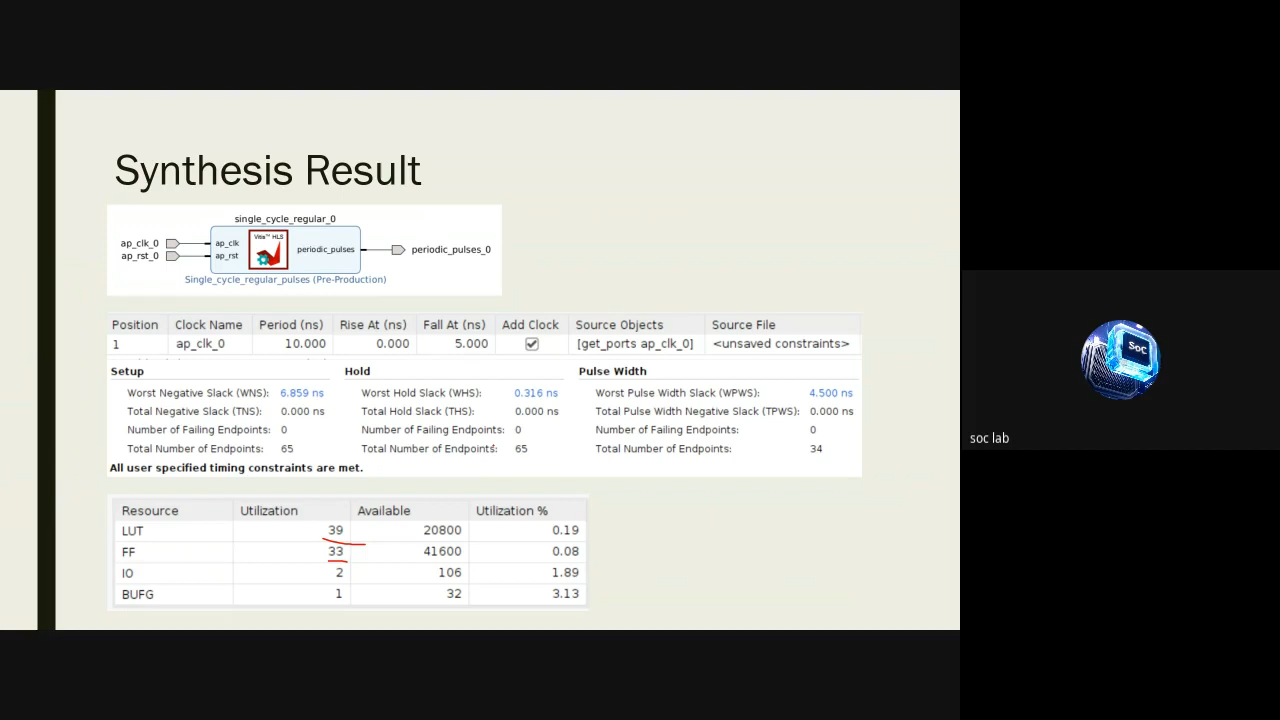 Synthesis Result
single_cycle_regular_0
ap_clk_0 ap_clk Vitis™ HLS periodic_pulses periodic_pulses_0
ap_rst_0 ap_rst
Single_cycle_regular_pulses (Pre-Production)
Position Clock Name Period (ns) Rise At (ns) Fall At (ns) Add Clock Source Objects Source File
1 ap_clk_0 10.000 0.000 5.000 [get_ports ap_clk_0] <unsaved constraints>
Setup Hold Pulse Width
Worst Negative Slack (WNS): 6.859 ns Worst Hold Slack (WHS): 0.316 ns Worst Pulse Width Slack (WPWS): 4.500 ns
Total Negative Slack (TNS): 0.000 ns Total Hold Slack (THS): 0.000 ns Total Pulse Width Negative Slack (TPWS): 0.000 ns
Number of Failing Endpoints: 0 Number of Failing Endpoints: 0 Number of Failing Endpoints: 0
Total Number of Endpoints: 65 Total Number of Endpoints: 65 Total Number of Endpoints: 34
All user specified timing constraints are met.
Resource Utilization Available Utilization %
LUT 39 20800 0.19
FF 33 41600 0.08
IO 2 106 1.89
BUFG 1 32 3.13
SoC
soc lab